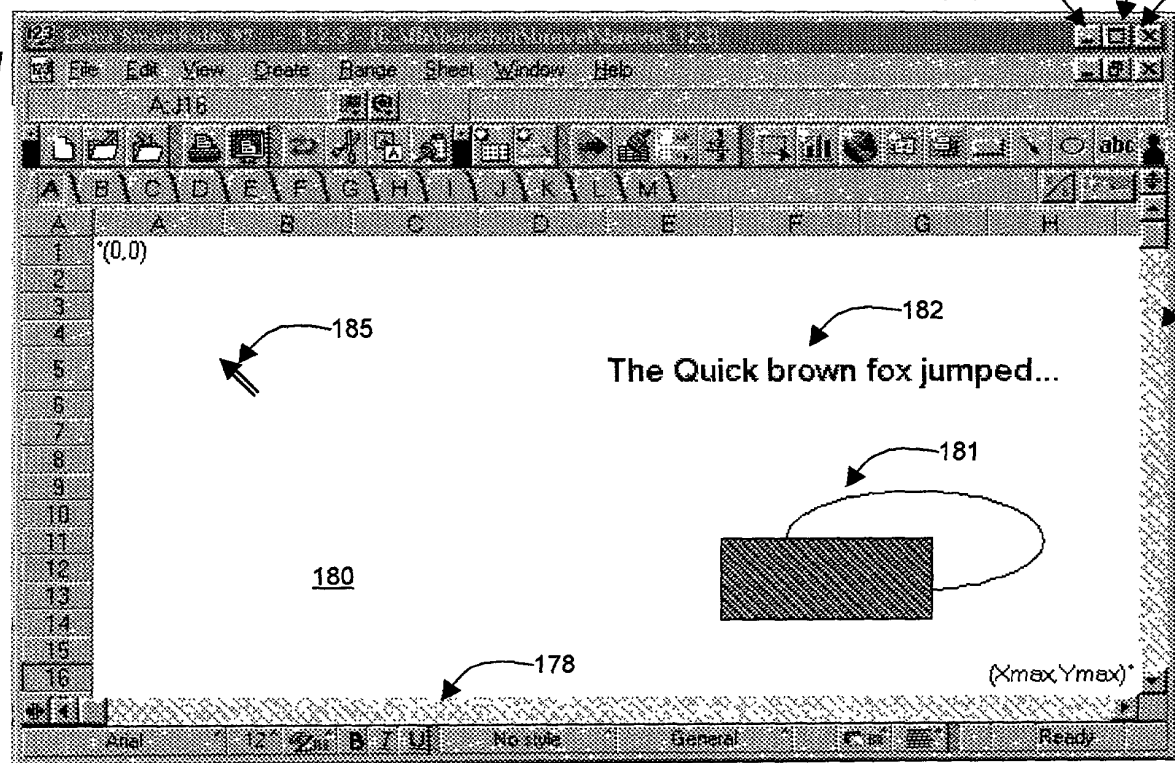 123
File Edit View Create Range Sheet Window Help
A:J16
abc
A B C D E F G H I J K L M
A A B C D E F G H
1 (0,0)
2
3
4
185
182
5
The Quick brown fox jumped...
6
7
8
181
9
10
11
12
180
13
14
15
178
16
(Xmax,Ymax)
Arial 12 B I U No style General Ready